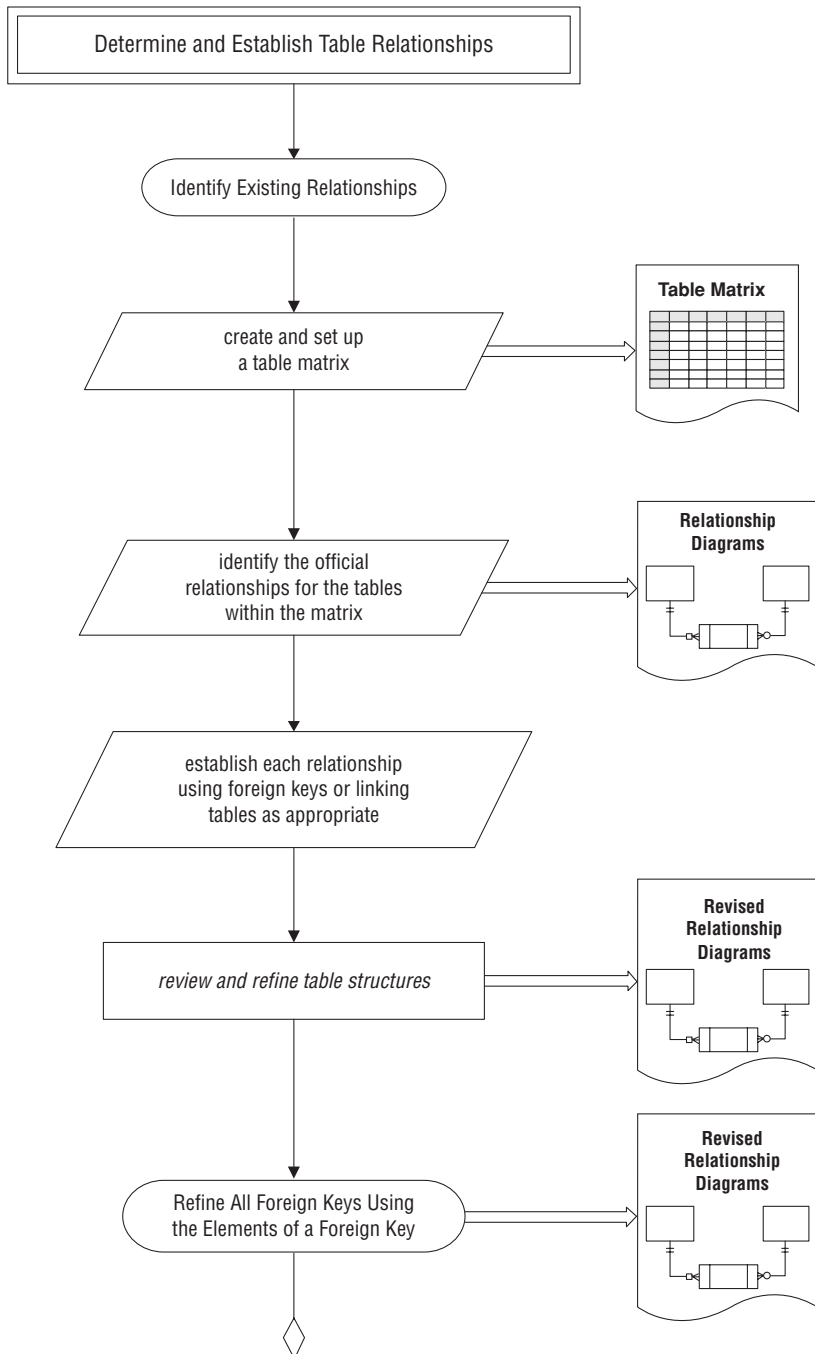 Determine and Establish Table Relationships
Identify Existing Relationships
create and set up
a table matrix
Table Matrix
identify the official
relationships for the tables
within the matrix
Relationship
Diagrams
establish each relationship
using foreign keys or linking
tables as appropriate
review and refine table structures
Revised
Relationship
Diagrams
Refine All Foreign Keys Using
the Elements of a Foreign Key
Revised
Relationship
Diagrams